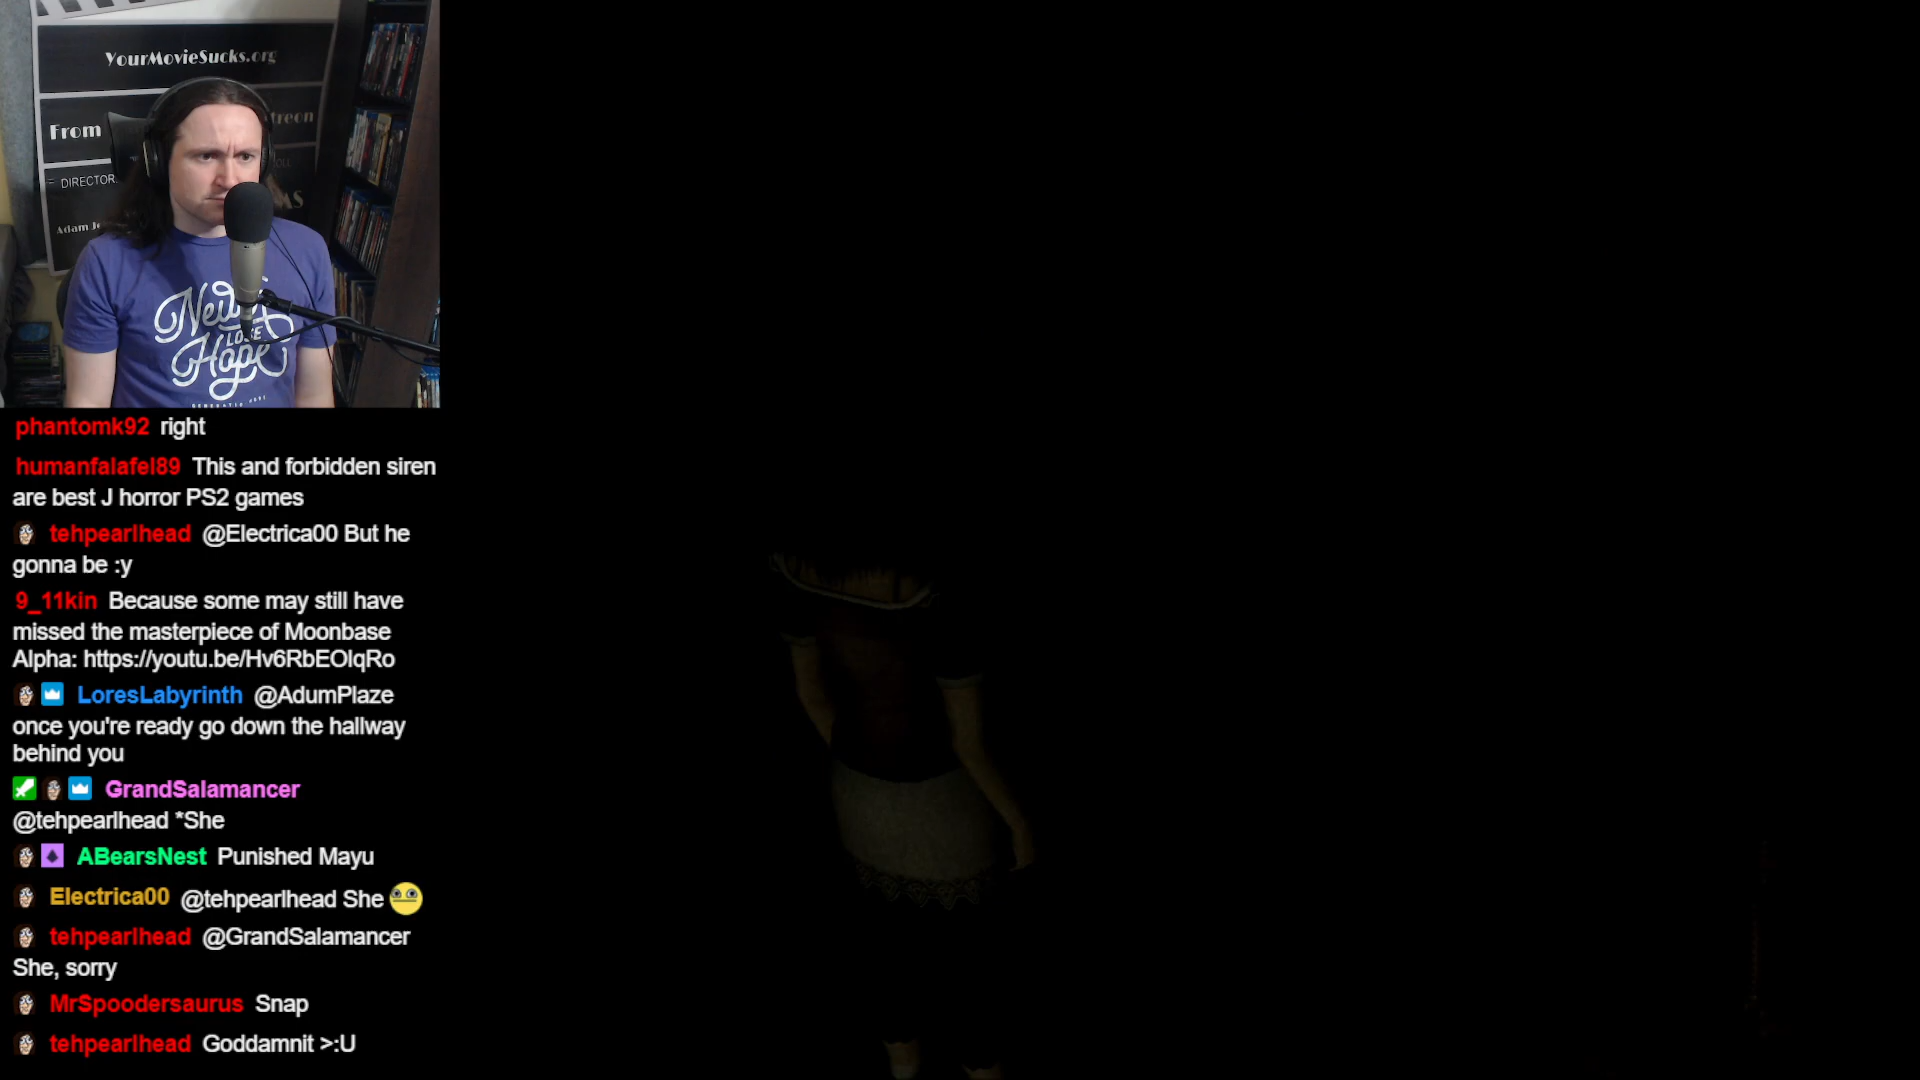 YourMovieSucks.org
From
DIRECTOR
phantomk92 right
humanfalafel89 This and forbidden siren
are best J horror PS2 games
tehpearlhead @Electrica00 But he
gonna be :y
9_11kin Because some may still have
missed the masterpiece of Moonbase
Alpha: https://youtu.be/Hv6RbEOlqRo
LoresLabyrinth @AdumPlaze
once you're ready go down the hallway
behind you
GrandSalamancer
@tehpearlhead *She
ABearsNest Punished Mayu
Electrica00 @tehpearlhead She
tehpearlhead @GrandSalamancer
She, sorry
MrSpoodersaurus Snap
tehpearlhead Goddamnit >:U
Adam
LOSE
Hope